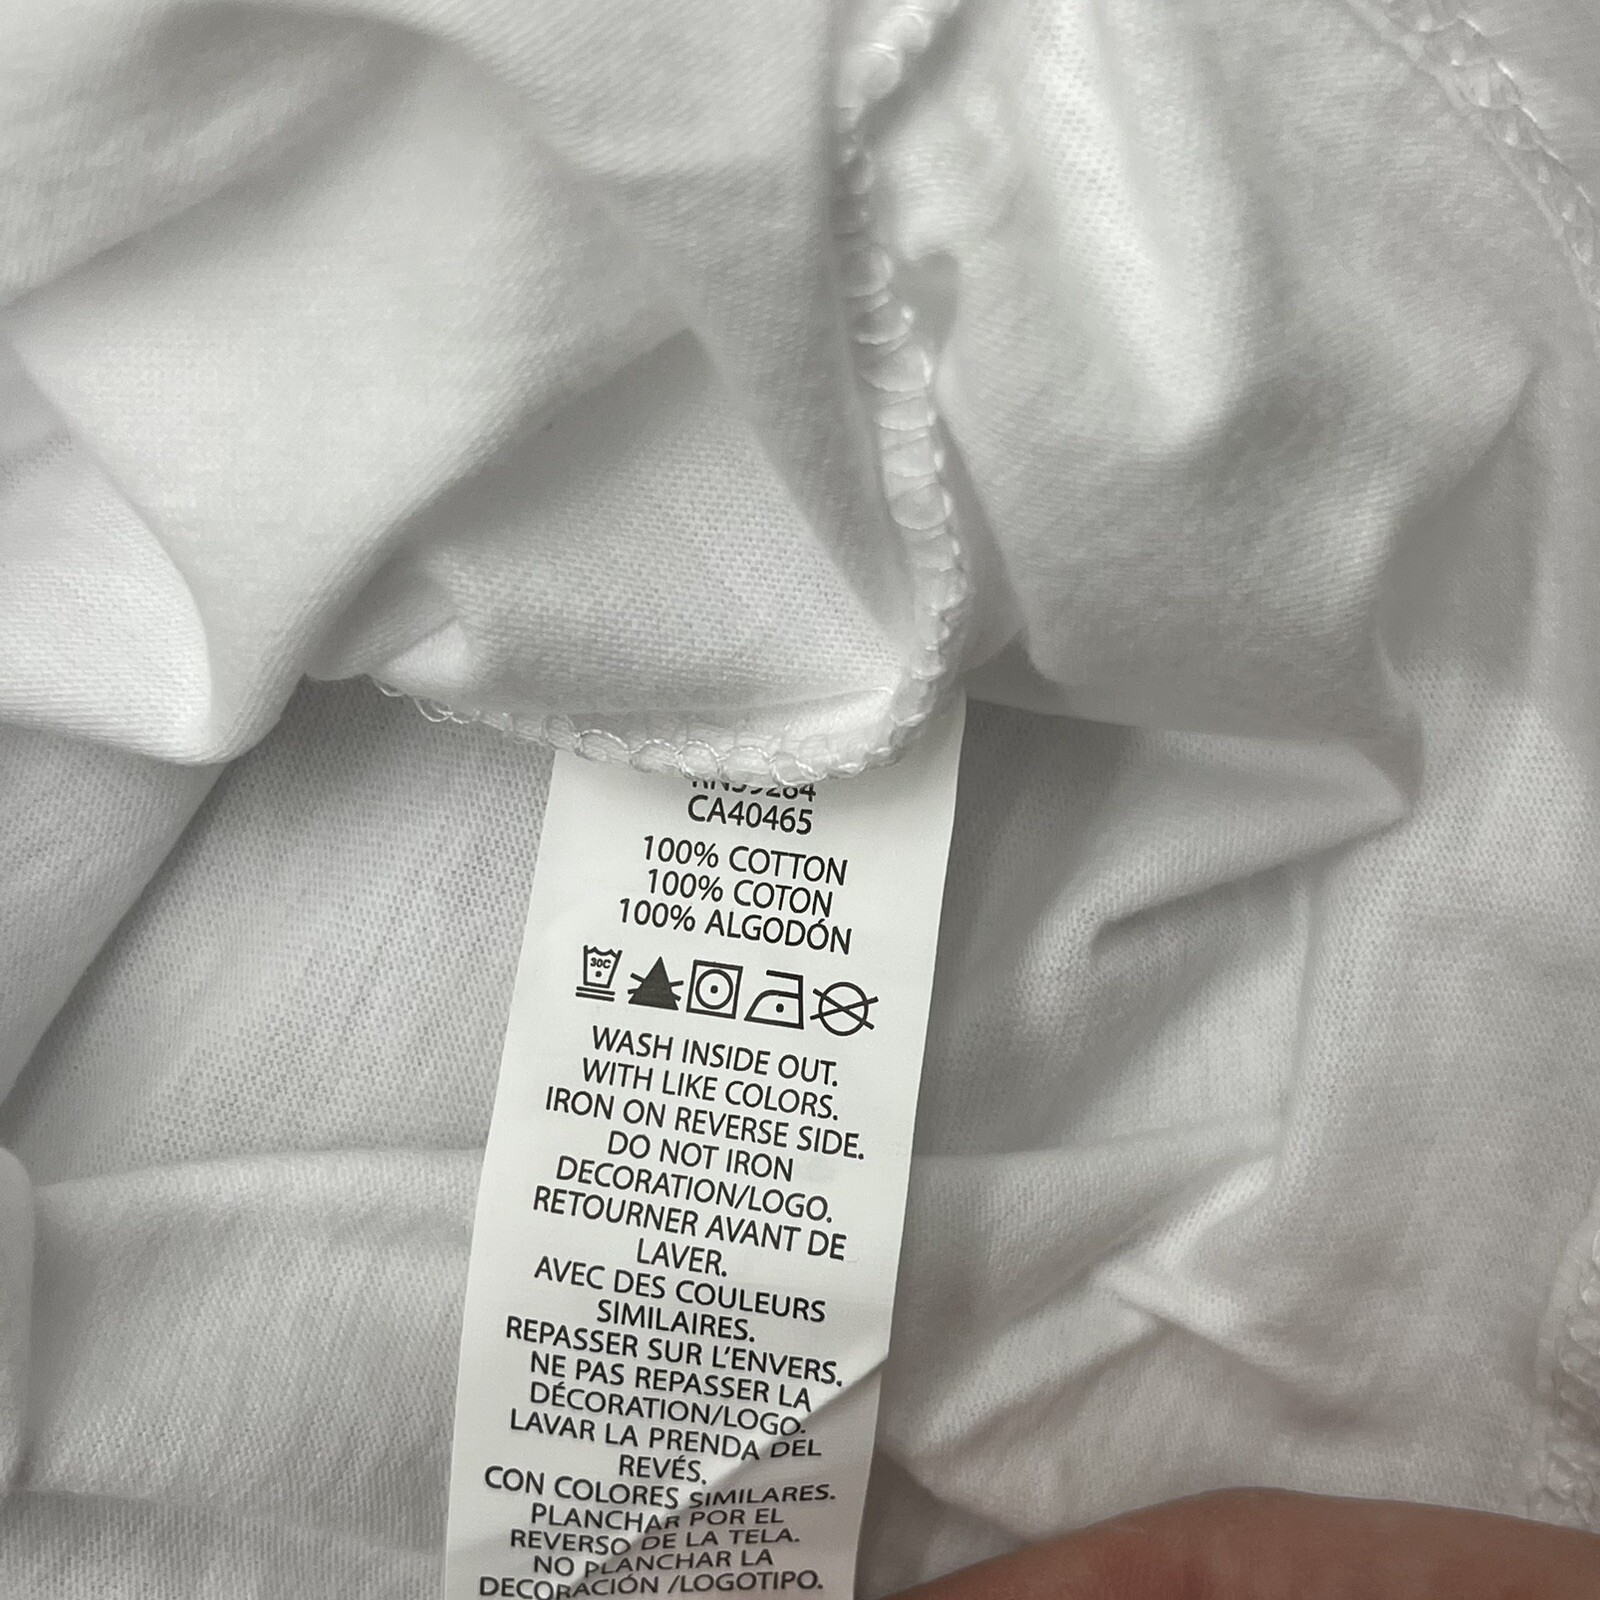 CA40465
100% COTTON
100% COTON
100% ALGODÓN
30C
WASH INSIDE OUT.
WITH LIKE COLORS.
IRON ON REVERSE SIDE.
DO NOT IRON
DECORATION/LOGO.
RETOURNER AVANT DE
LAVER.
AVEC DES COULEURS
SIMILAIRES.
REPASSER SUR L'ENVERS.
NE PAS REPASSER LA
DÉCORATION/LOGO.
LAVAR LA PRENDA DEL
REVÉS.
CON COLORES SIMILARES.
PLANCHAR POR EL
REVERSO DE LA TELA.
NO PLANCHAR LA
DECORACIÓN /LOGOTIPO.